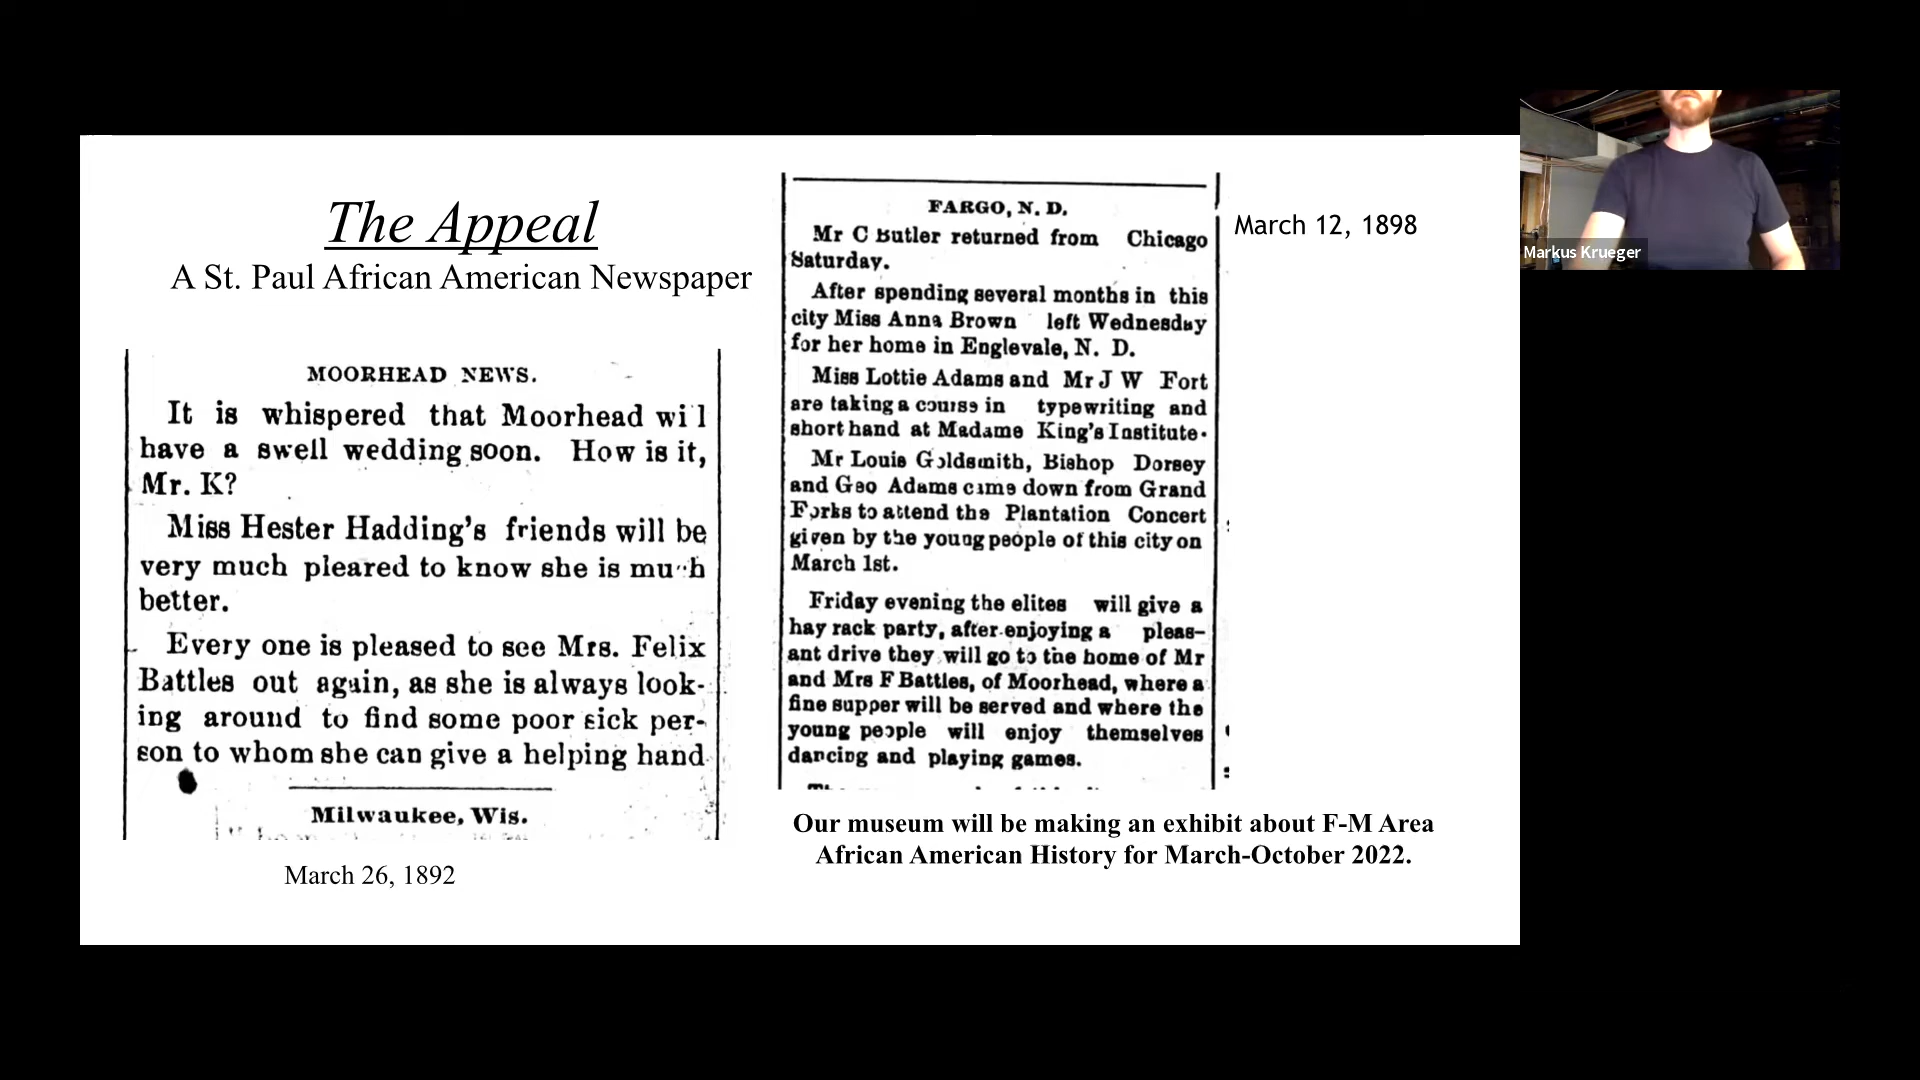 The Appeal
A St. Paul African American Newspaper
MOORHEAD NEWS.
It is whispered that Moorhead wi l
have a swell wedding soon. How is it,
Mr. K?
Miss Hester Hadding's friends will be
very much pleared to know she is mu h
better.
Every one is pleased to see Mrs. Felix
Battles out again, as she is always look-
ing around to find some poor sick per-
son to whom she can give a helping hand
Milwaukee, Wis.
March 26, 1892
FARGO, N. D.
Mr C Butler returned from Chicago
Saturday.
After spending several months in this
city Miss Anna Brown left Wednesday
for her home in Englevale, N. D.
Miss Lottie Adams and Mr J W Fort
are taking a course in typewriting and
short hand at Madame King's Institute.
Mr Louis Goldsmith, Bishop Dorsey
and Geo Adams came down from Grand
Forks to attend the Plantation Concert
given by the young people of this city on
March 1st.
Friday evening the elites will give a
hay rack party, after enjoying a pleas-
ant drive they will go to the home of Mr
and Mrs F Battles, of Moorhead, where a
fine supper will be served and where the
young people will enjoy themselves
dancing and playing games.
March 12, 1898
Our museum will be making an exhibit about F-M Area
African American History for March-October 2022.
Markus Krueger